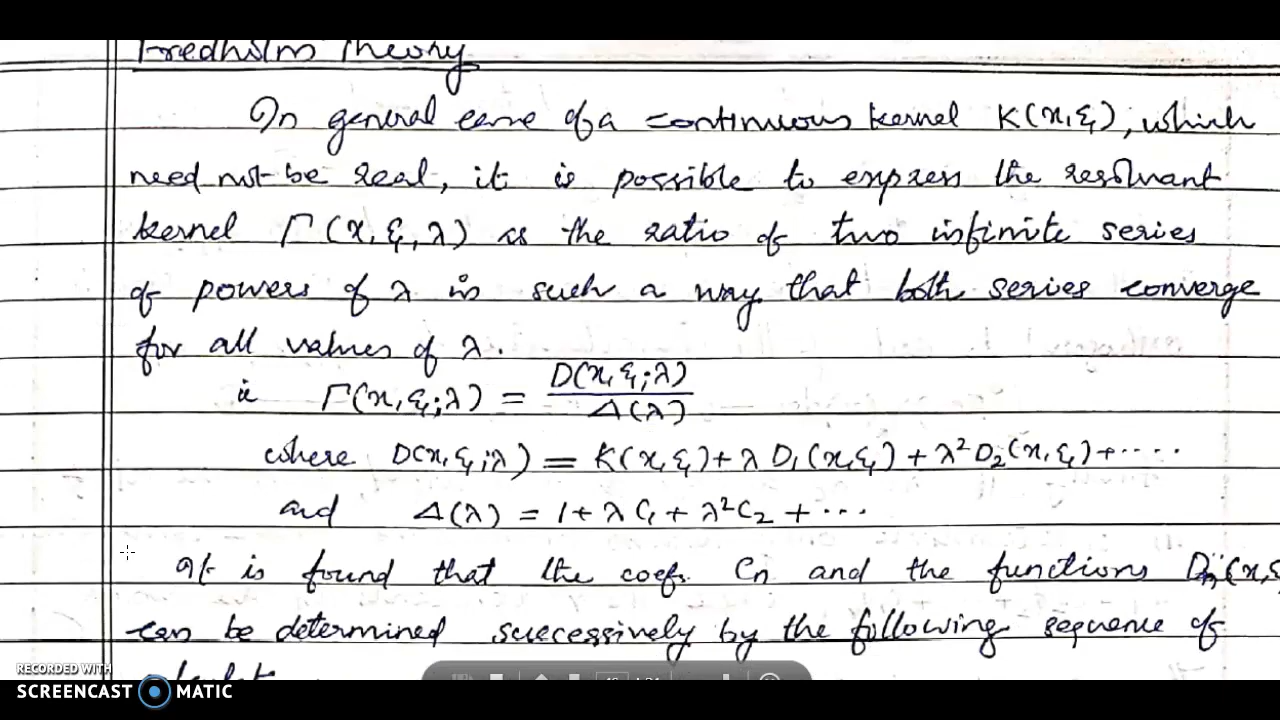 Fredholm Theory
In general case of a continuous kernel K(x,ξ), which
need not be real, it is possible to express the resolvant
kernel Γ(x,ξ,λ) as the ratio of two infinite series
of powers of λ in such a way that both series converge
for all values of λ.
ie Γ(x,ξ;λ) = D(x,ξ;λ) / Δ(λ)
where D(x,ξ;λ) = K(x,ξ) + λ D₁(x,ξ) + λ² D₂(x,ξ) + ....
and Δ(λ) = 1 + λ C₁ + λ² C₂ + ...
It is found that the coef. Cn and the functions Dn(x,
can be determined successively by the following sequence of
RECORDED WITH
SCREENCAST MATIC